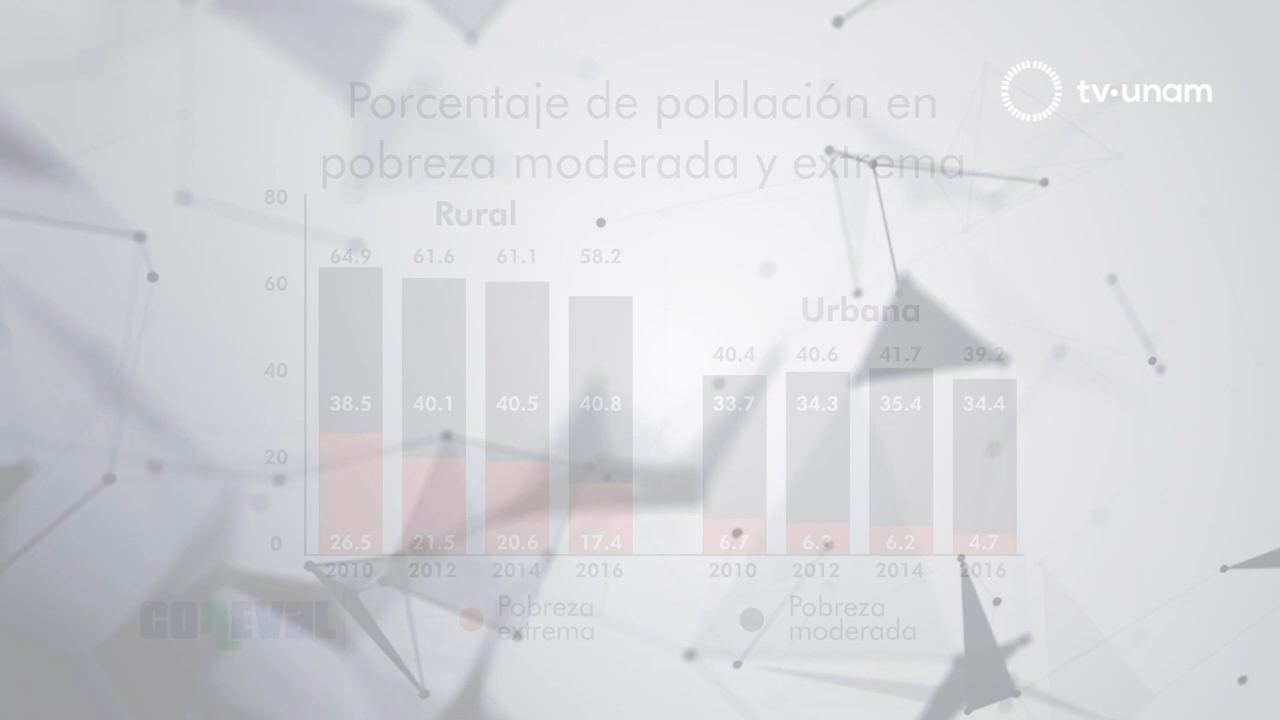 tv·unam
Porcentaje de población en
pobreza moderada y extrema
Rural
64.9 61.6 61.1 58.2
Urbana
40.4 40.6 41.7 39.2
80
60
40
20
0
38.5 40.1 40.5 40.8 33.7 34.3 35.4 34.4
26.5 21.5 20.6 17.4 6.7 6.2 4.7
2010 2012 2014 2016 2010 2012 2014 2016
CONEVAL
Pobreza
extrema
Pobreza
moderada